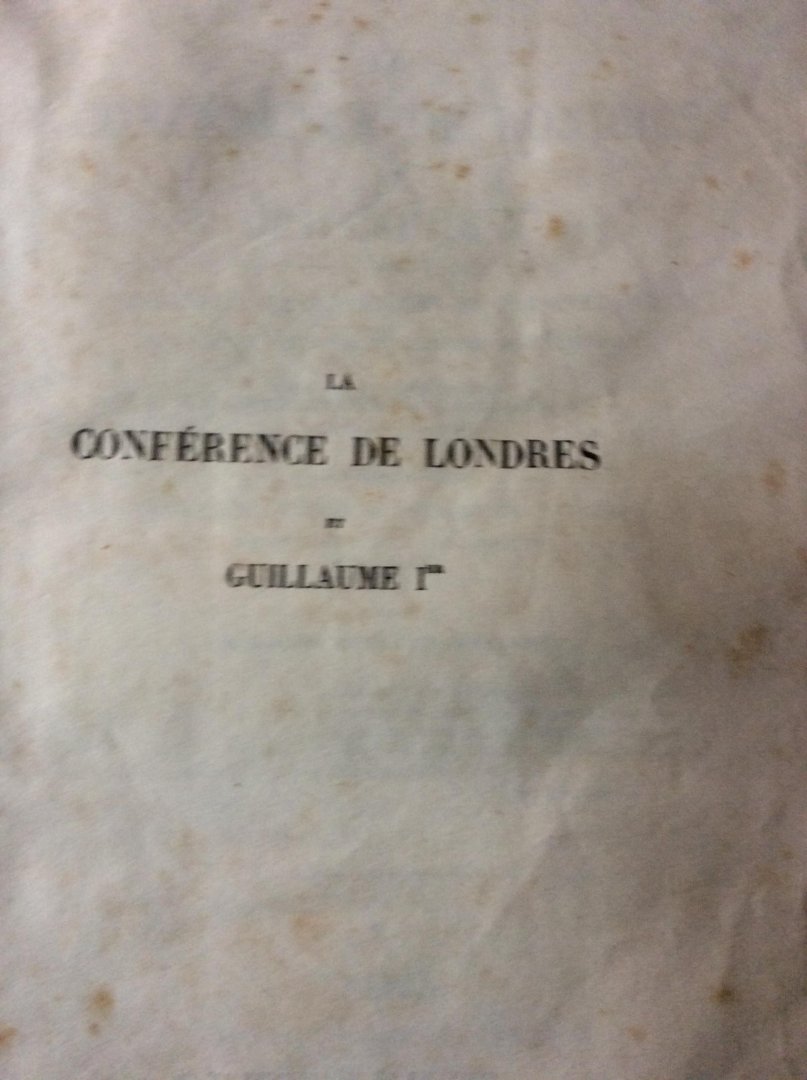 LA
CONFÉRENCE DE LONDRES
ET
GUILLAUME Iᴱᴿ